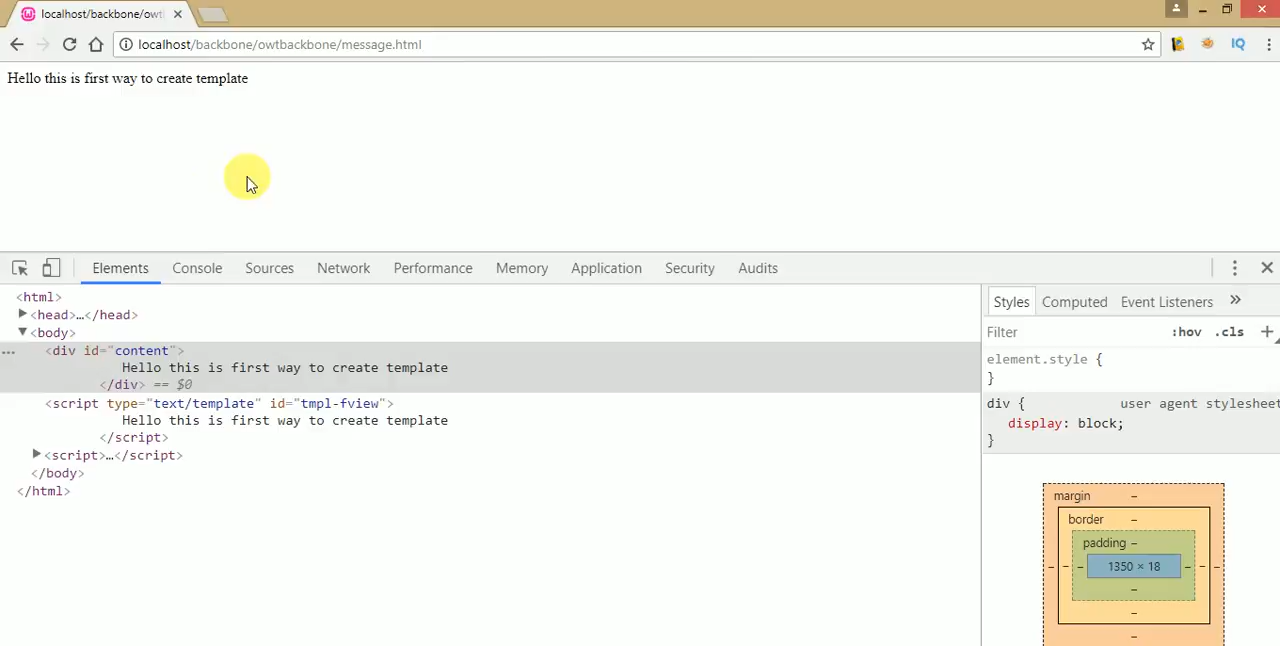 localhost/backbone/owtl
localhost/backbone/owtbackbone/message.html
IQ
Hello this is first way to create template
Elements Console Sources Network Performance Memory Application Security Audits
<html>
<head>…</head>
<body>
<div id="content">
Hello this is first way to create template
</div> == $0
<script type="text/template" id="tmpl-fview">
Hello this is first way to create template
</script>
<script>…</script>
</body>
</html>
Styles Computed Event Listeners »
Filter :hov .cls +
element.style {
}
div { user agent stylesheet
display: block;
}
margin –
border –
padding –
– – – 1350 × 18 – – –
–
–
–